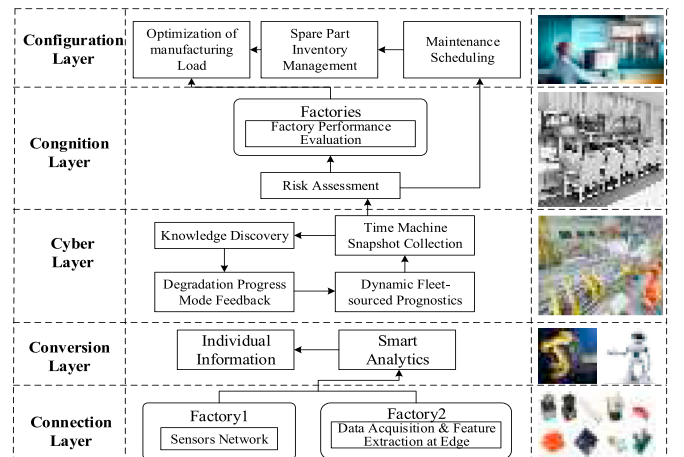 Configuration
Layer
Optimization of
manufacturing
Load
Spare Part
Inventory
Management
Maintenance
Scheduling
Congnition
Layer
Factories
Factory Performance
Evaluation
Risk Assessment
Cyber
Layer
Knowledge Discovery
Time Machine
Snapshot Collection
Degradation Progress
Mode Feedback
Dynamic Fleet-
sourced Prognostics
Conversion
Layer
Individual
Information
Smart
Analytics
Connection
Layer
Factory1
Sensors Network
Factory2
Data Acquisition & Feature
Extraction at Edge